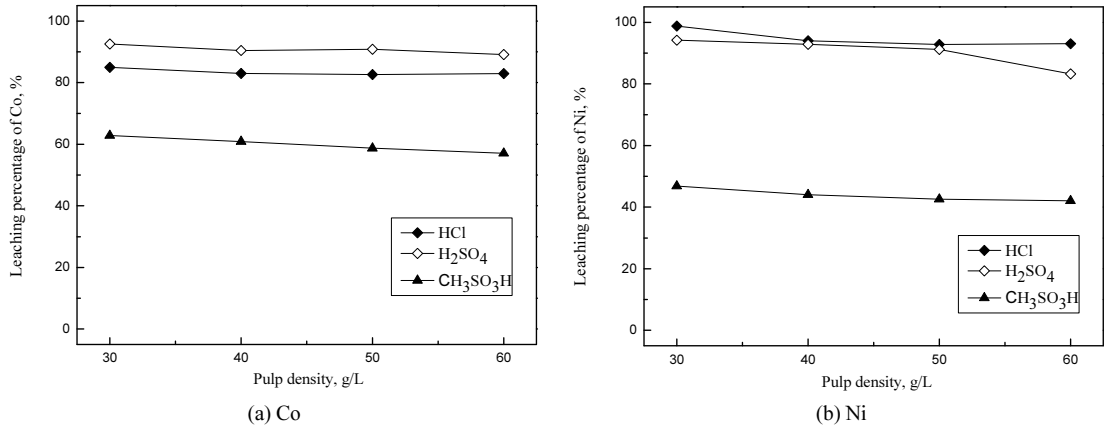 100
80
60
40
20
0
Leaching percentage of Co, %
HCl
H2SO4
CH3SO3H
30 40 50 60
Pulp density, g/L
(a) Co
100
80
60
40
20
0
Leaching percentage of Ni, %
HCl
H2SO4
CH3SO3H
30 40 50 60
Pulp density, g/L
(b) Ni